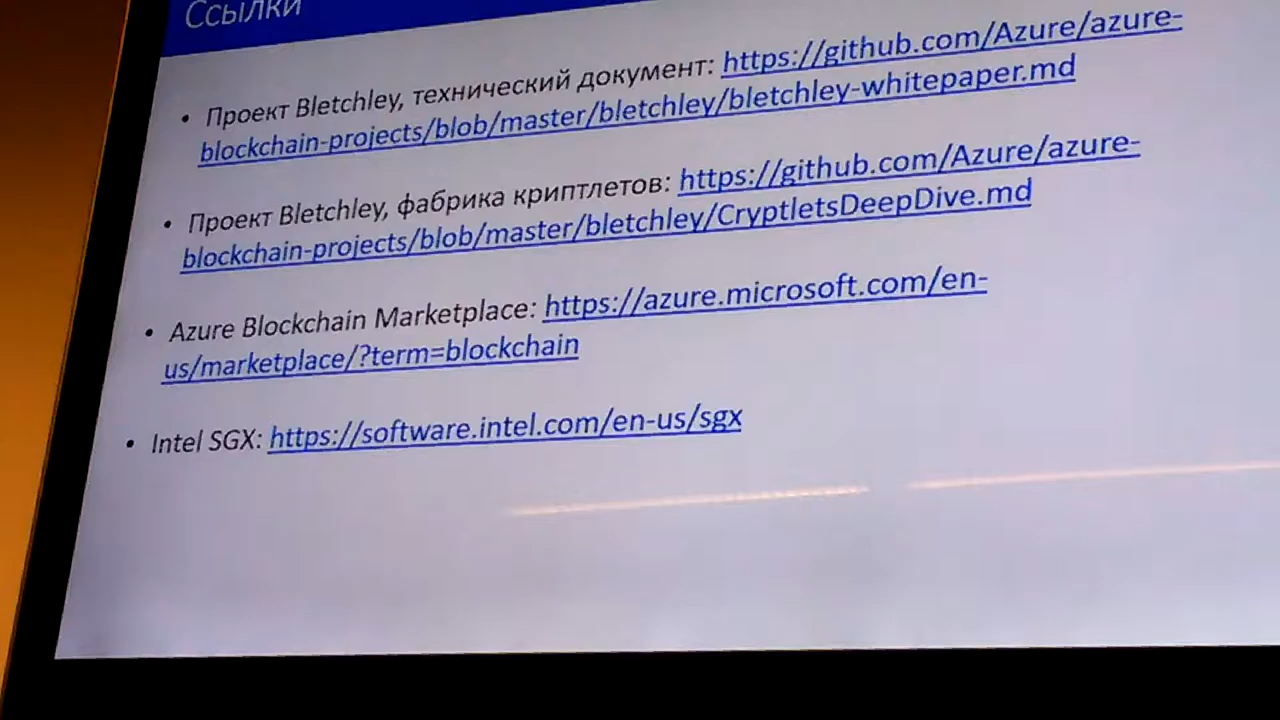 Ссылки
• Проект Bletchley, технический документ: https://github.com/Azure/azure-
blockchain-projects/blob/master/bletchley/bletchley-whitepaper.md
• Проект Bletchley, фабрика криптлетов: https://github.com/Azure/azure-
blockchain-projects/blob/master/bletchley/CryptletsDeepDive.md
• Azure Blockchain Marketplace: https://azure.microsoft.com/en-
us/marketplace/?term=blockchain
• Intel SGX: https://software.intel.com/en-us/sgx